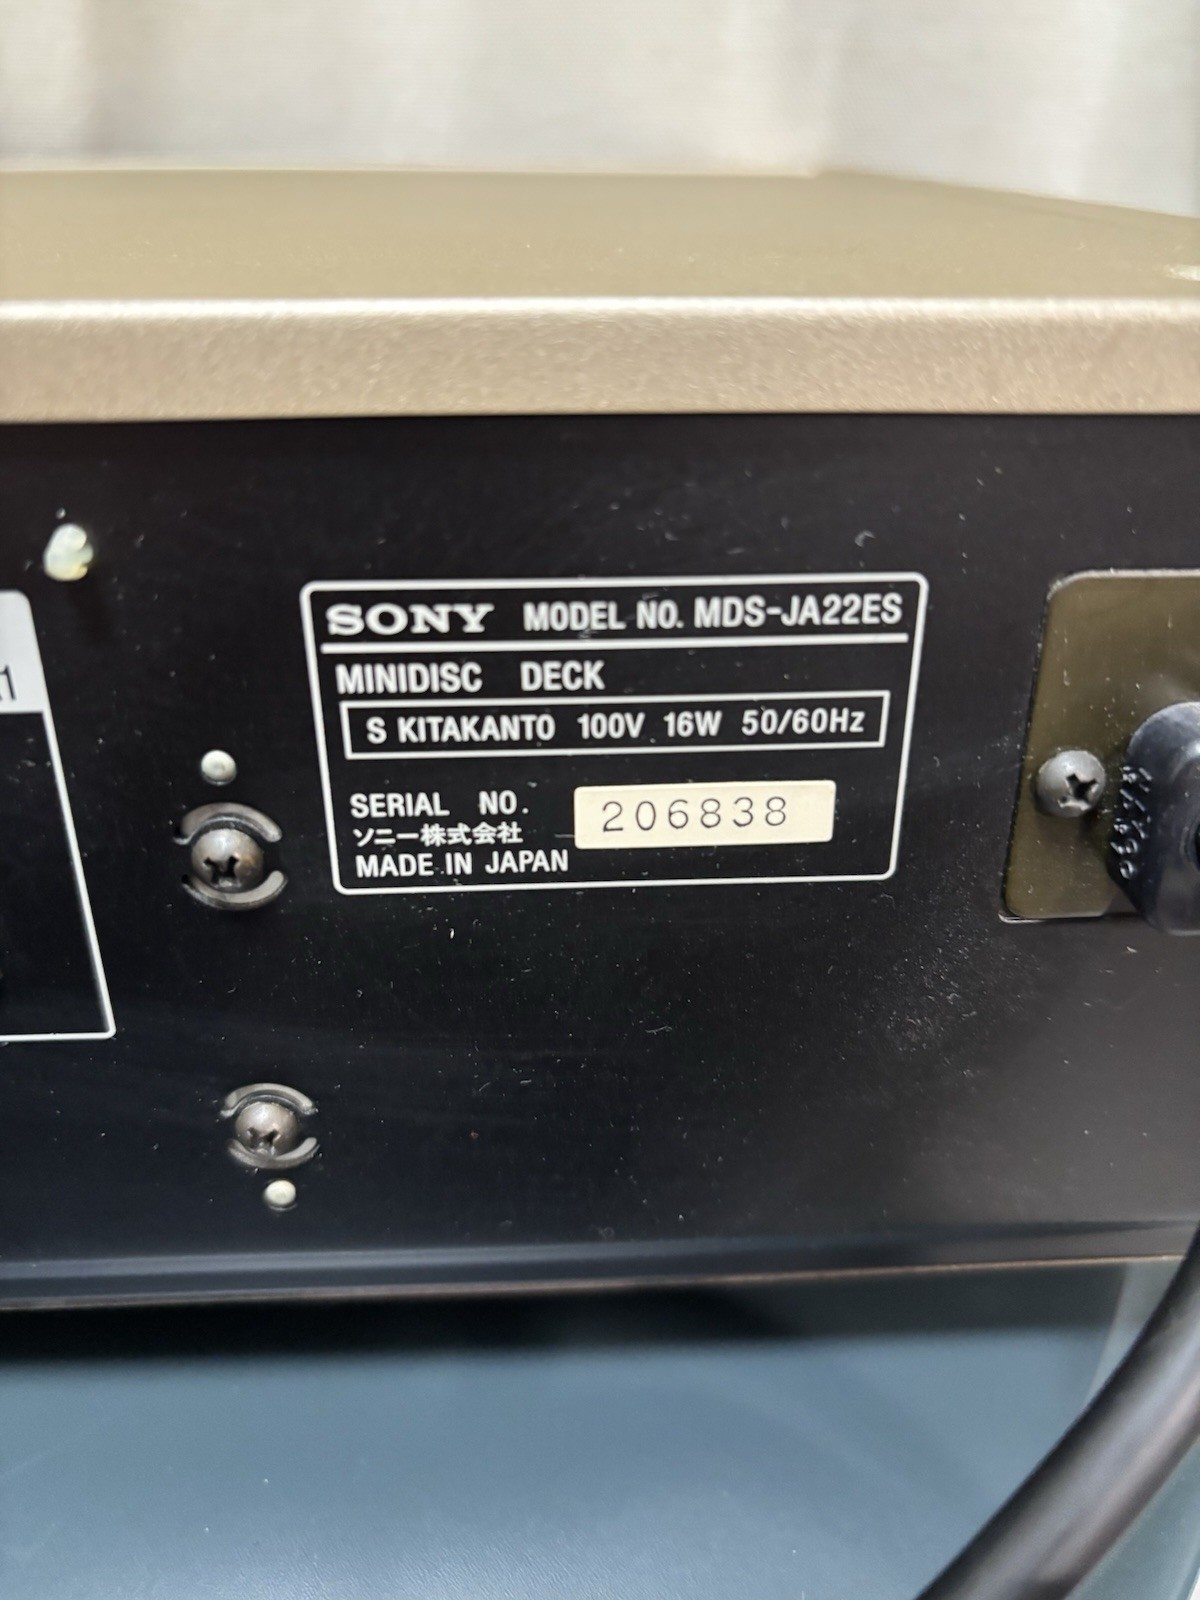 SONY MODEL NO. MDS-JA22ES
MINIDISC DECK
S KITAKANTO 100V 16W 50/60Hz
SERIAL NO. 206838
ソニー株式会社
MADE IN JAPAN